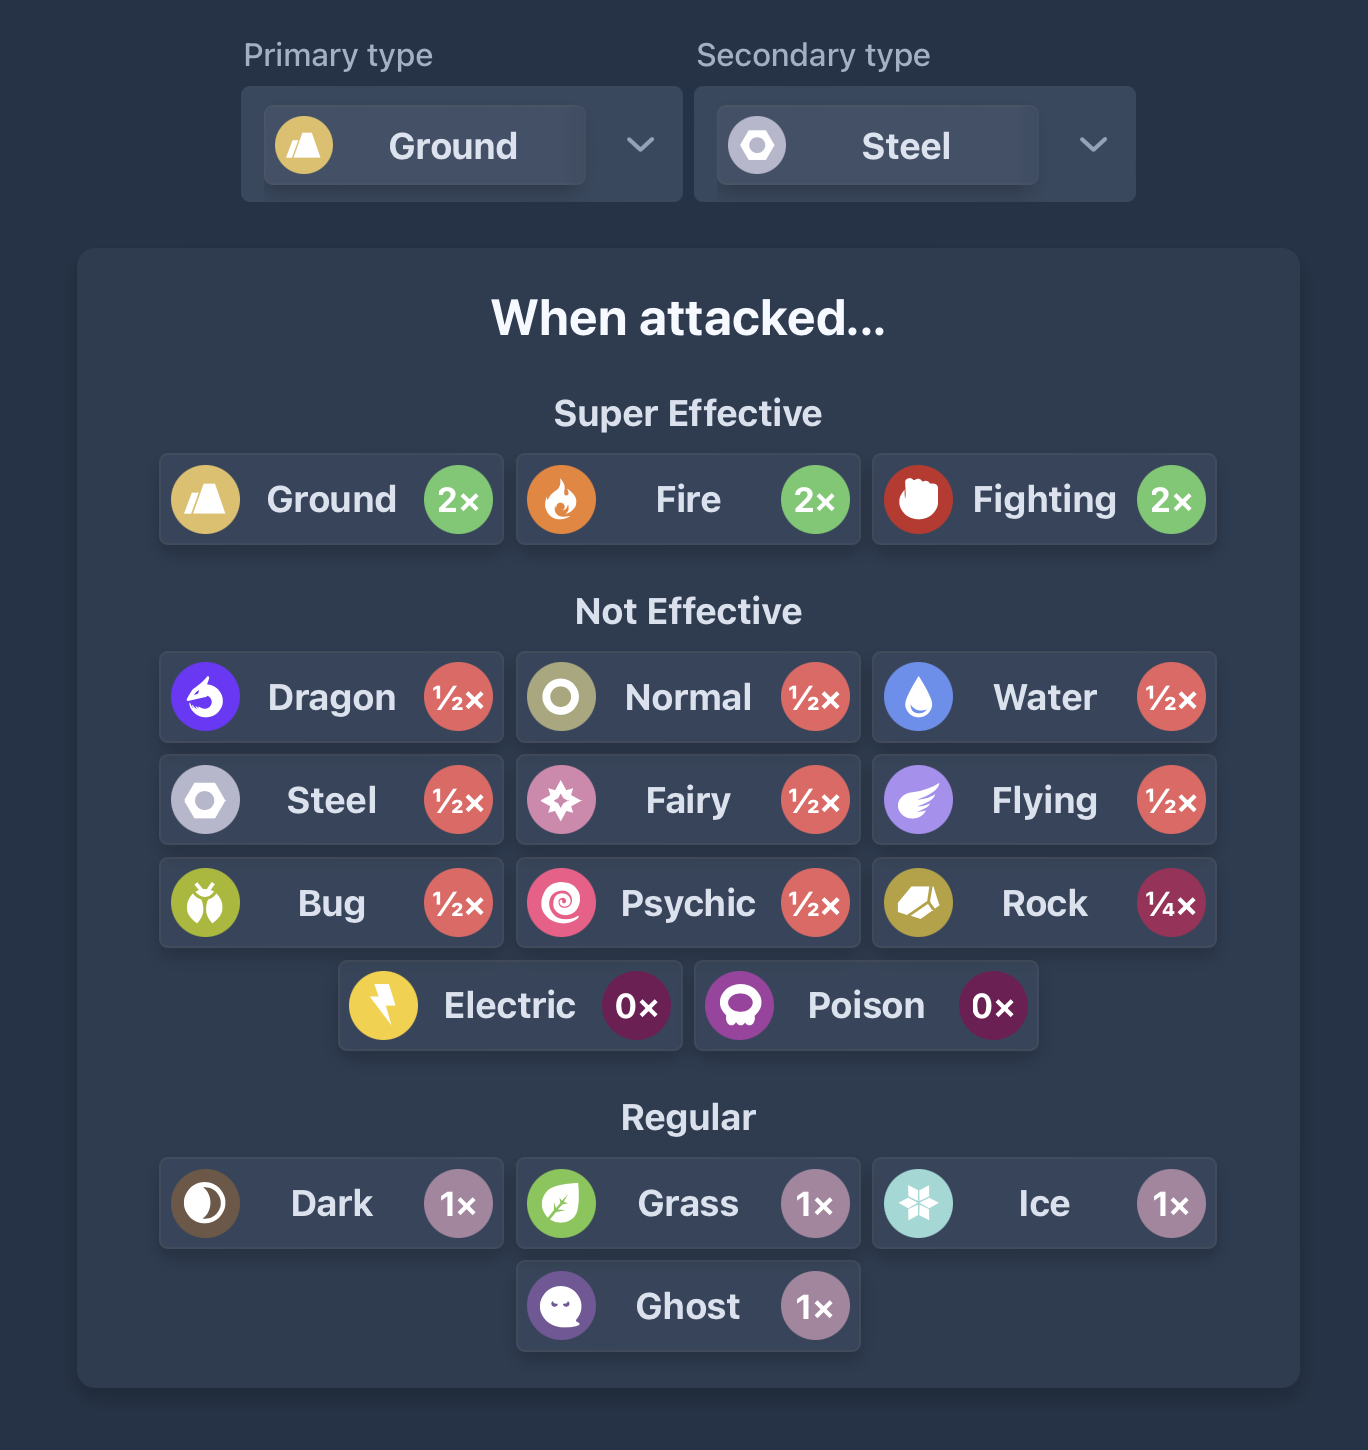 Primary type Secondary type
Ground Steel
When attacked...
Super Effective
Ground 2× Fire 2× Fighting 2×
Not Effective
Dragon ½× Normal ½× Water ½×
Steel ½× Fairy ½× Flying ½×
Bug ½× Psychic ½× Rock ¼×
Electric 0× Poison 0×
Regular
Dark 1× Grass 1× Ice 1×
Ghost 1×